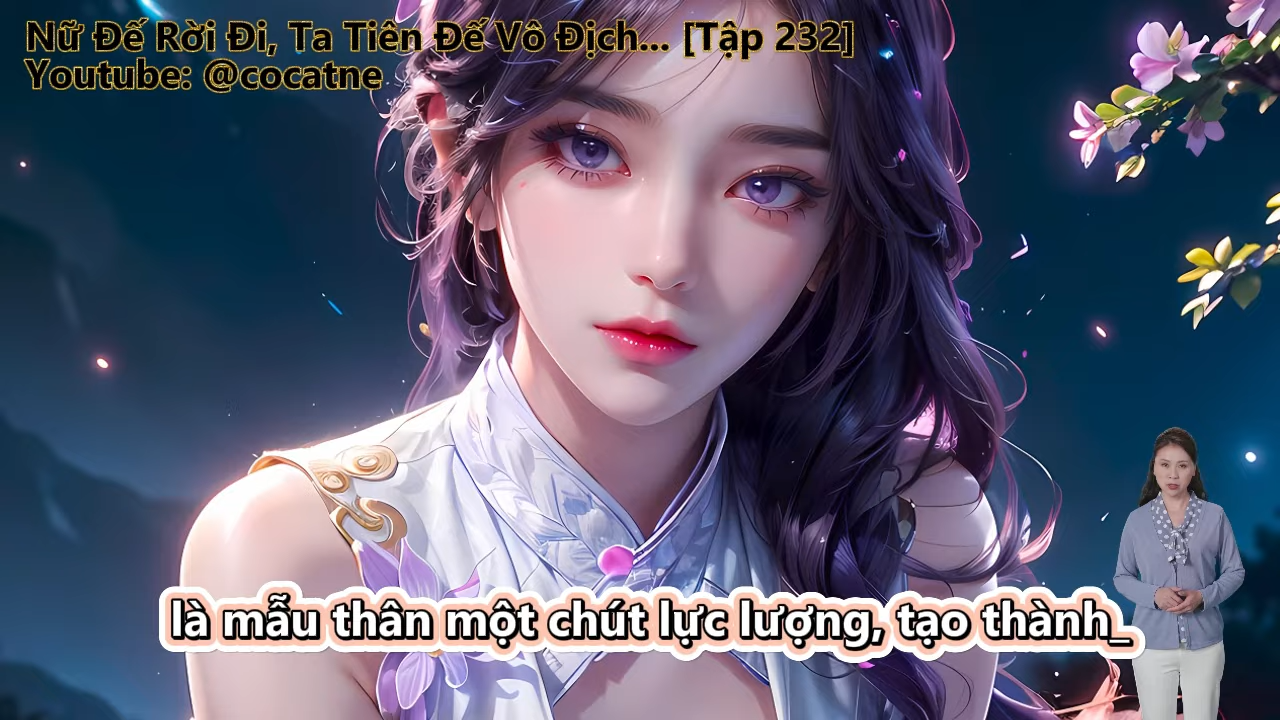 Nữ Đế Rời Đi, Ta Tiên Đế Vô Địch... [Tập 232]
Youtube: @cocatne
là mẫu thân một chút lực lượng, tạo thành_